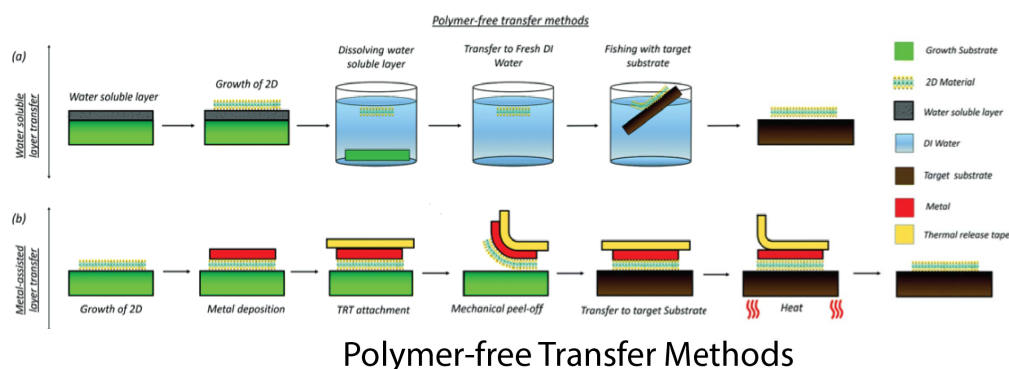 Polymer-free transfer methods
(a)
Water soluble
layer transfer
Water soluble layer
Growth of 2D
Dissolving water
soluble layer
Transfer to Fresh DI
Water
Fishing with target
substrate
Growth Substrate
2D Material
Water soluble layer
DI Water
Target substrate
Metal
Thermal release tape
(b)
Metal-assisted
layer transfer
Growth of 2D
Metal deposition
TRT attachment
Mechanical peel-off
Transfer to target Substrate
Heat
Polymer-free Transfer Methods